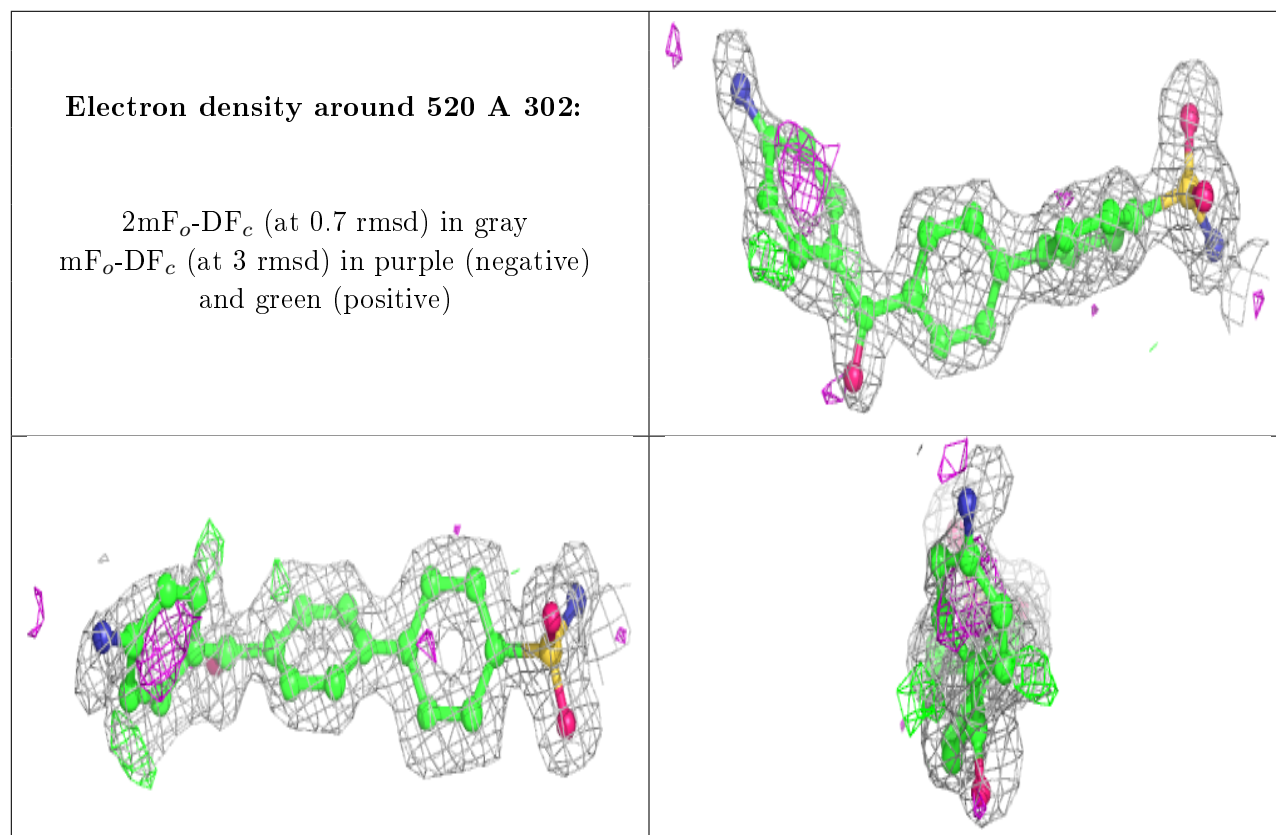 Electron density around 520 A 302:
2mFₒ-DF𝒸 (at 0.7 rmsd) in gray
mFₒ-DF𝒸 (at 3 rmsd) in purple (negative)
and green (positive)